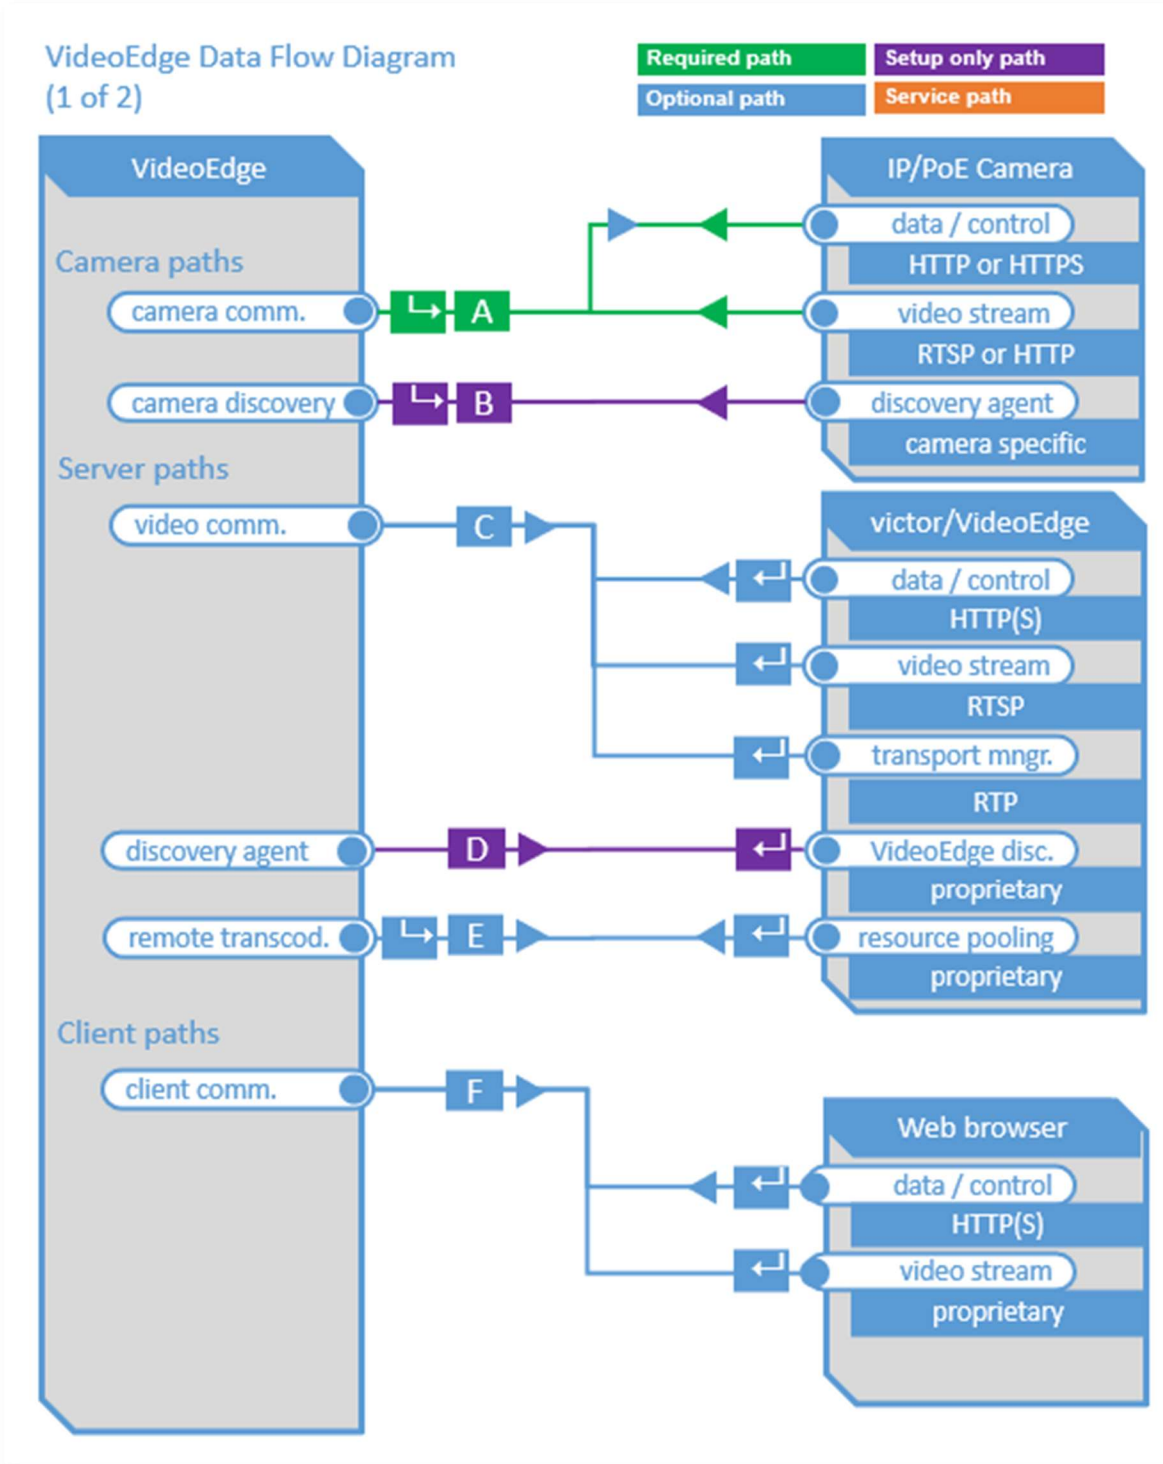 VideoEdge Data Flow Diagram
(1 of 2)
Required path
Setup only path
Optional path
Service path
VideoEdge
IP/PoE Camera
data / control
HTTP or HTTPS
Camera paths
camera comm.
A
video stream
RTSP or HTTP
camera discovery
B
discovery agent
camera specific
Server paths
video comm.
C
victor/VideoEdge
data / control
HTTP(S)
video stream
RTSP
transport mngr.
RTP
discovery agent
D
VideoEdge disc.
proprietary
remote transcod.
E
resource pooling
proprietary
Client paths
client comm.
F
Web browser
data / control
HTTP(S)
video stream
proprietary